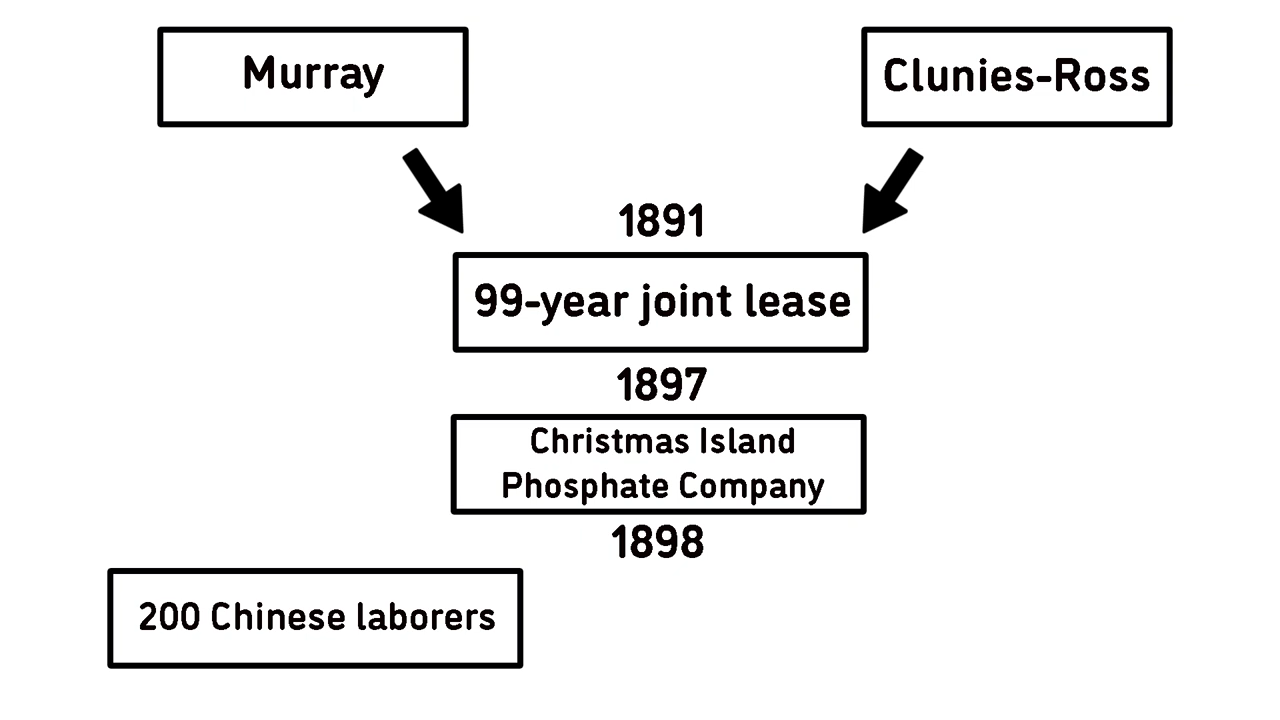 Murray
Clunies-Ross
1891
99-year joint lease
1897
Christmas Island
Phosphate Company
1898
200 Chinese laborers